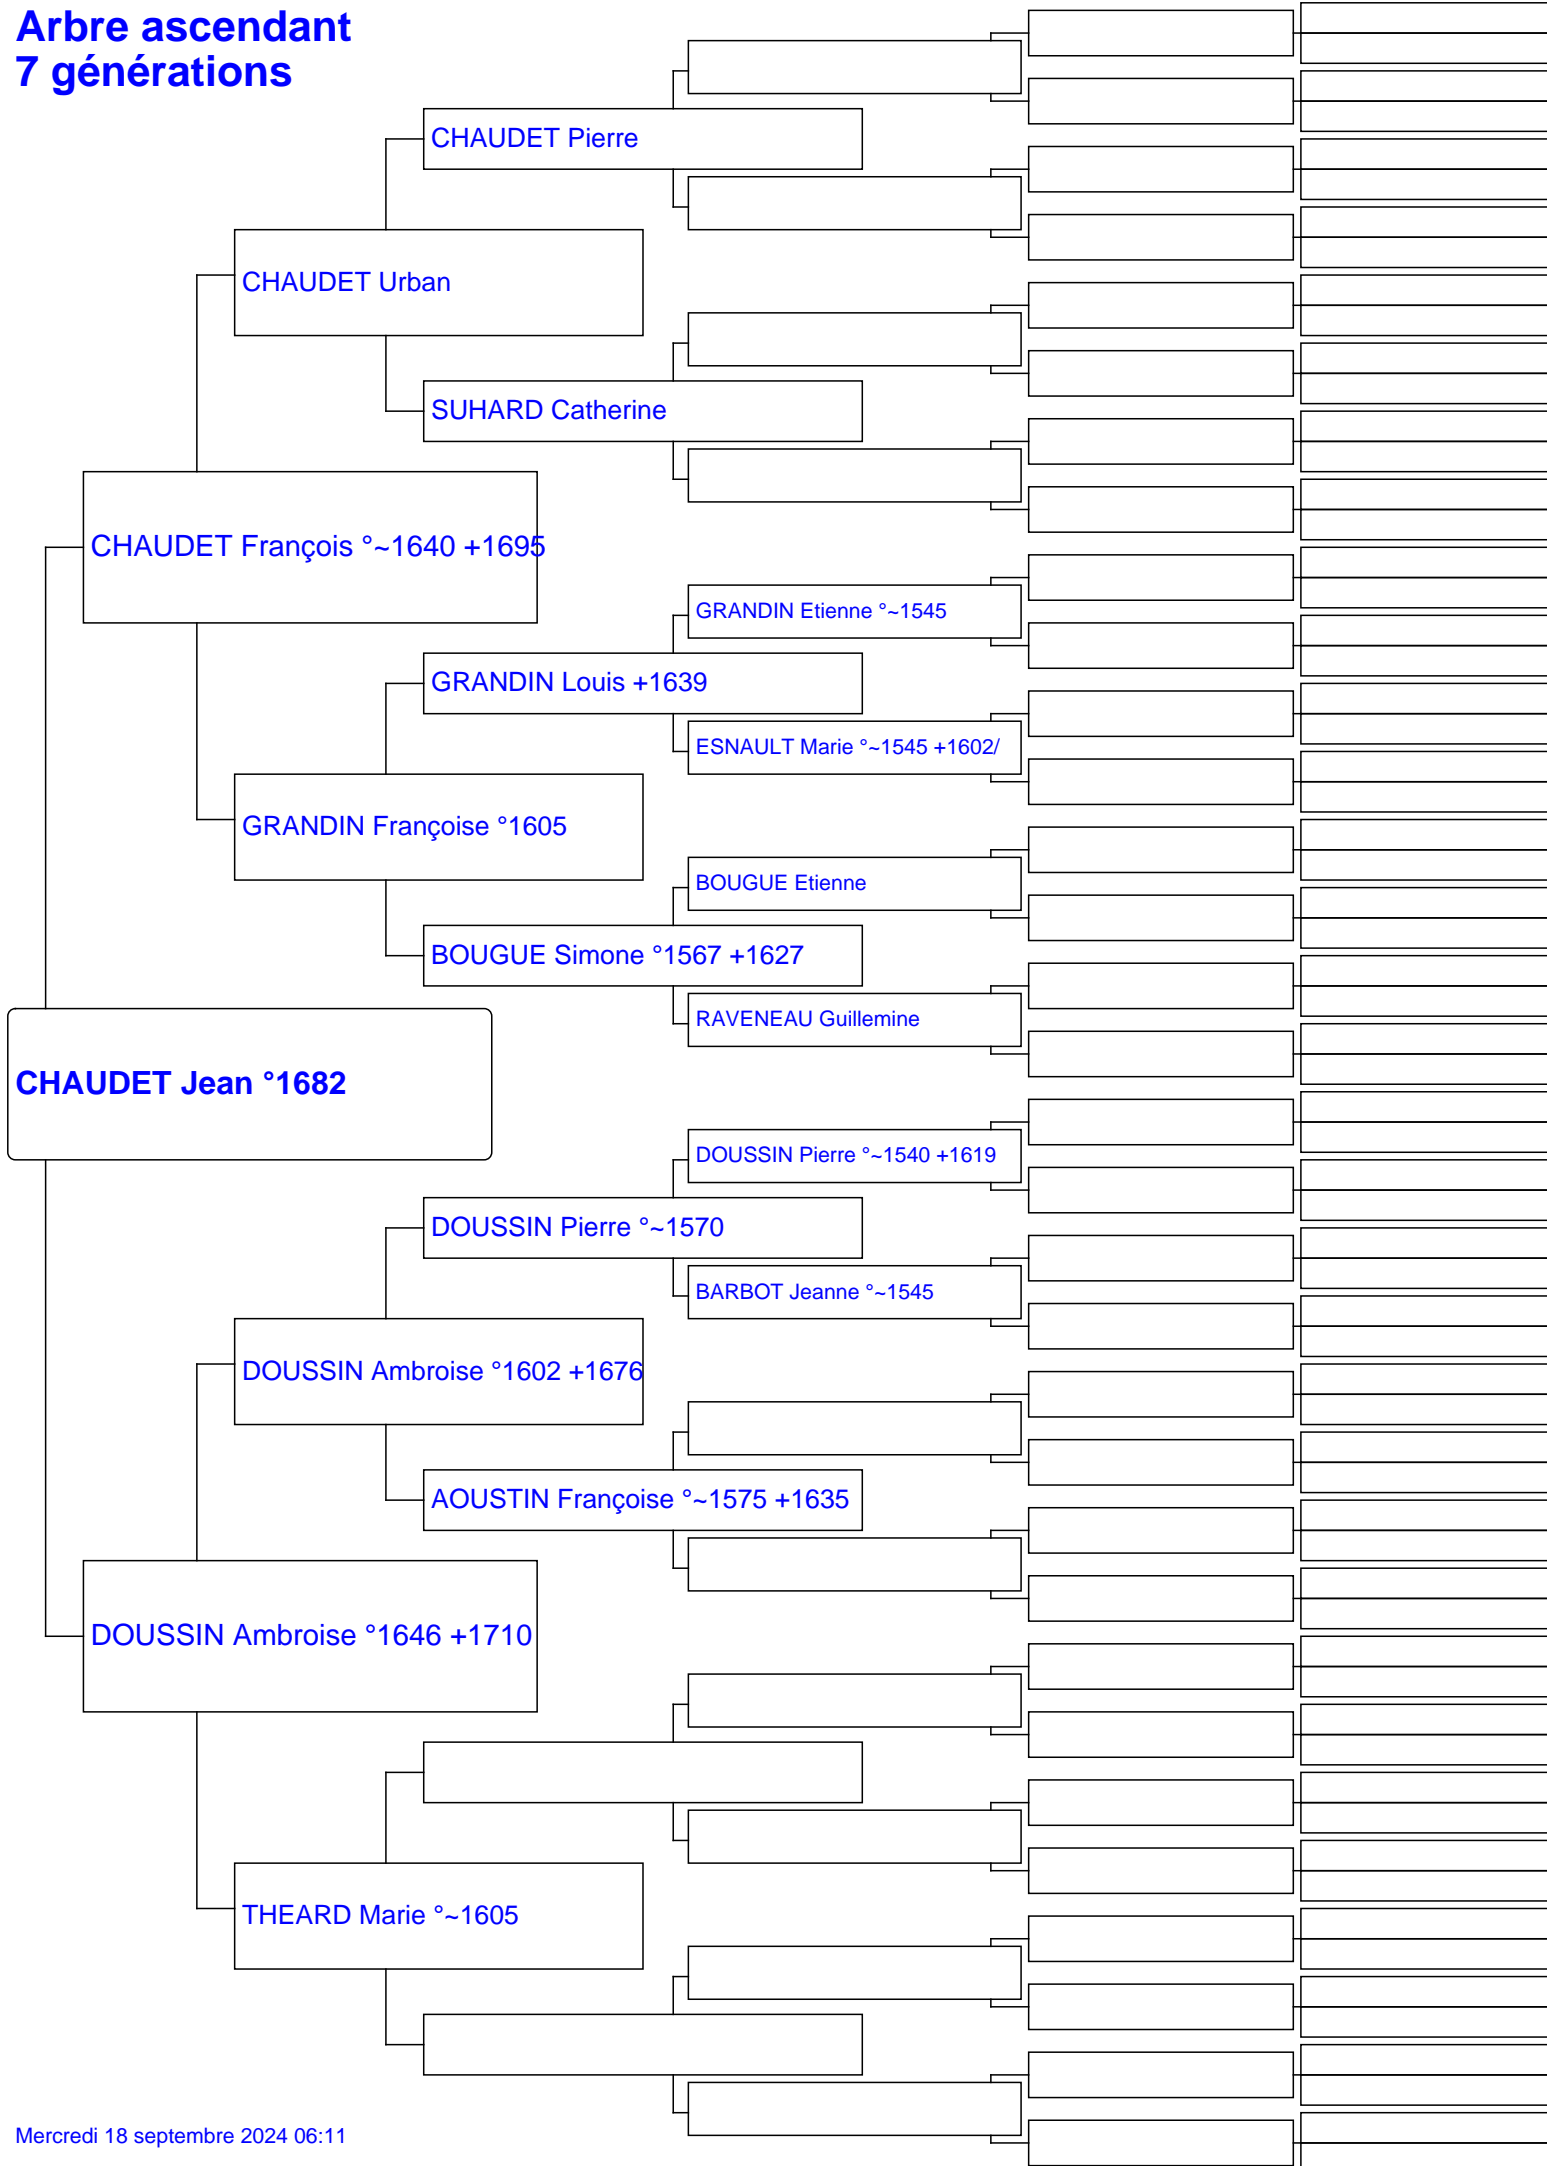 Arbre ascendant
7 générations
CHAUDET Pierre
CHAUDET Urban
SUHARD Catherine
CHAUDET François °~1640 +1695
GRANDIN Etienne °~1545
GRANDIN Louis +1639
ESNAULT Marie °~1545 +1602/
GRANDIN Françoise °1605
BOUGUE Etienne
BOUGUE Simone °1567 +1627
RAVENEAU Guillemine
CHAUDET Jean °1682
DOUSSIN Pierre °~1540 +1619
DOUSSIN Pierre °~1570
BARBOT Jeanne °~1545
DOUSSIN Ambroise °1602 +1676
AOUSTIN Françoise °~1575 +1635
DOUSSIN Ambroise °1646 +1710
THEARD Marie °~1605
Mercredi 18 septembre 2024 06:11